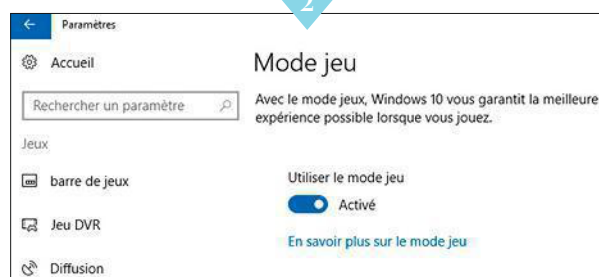 2
Paramètres
Accueil
Rechercher un paramètre
Jeux
barre de jeux
Jeu DVR
Diffusion
Mode jeu
Avec le mode jeux, Windows 10 vous garantit la meilleure
expérience possible lorsque vous jouez.
Utiliser le mode jeu
Activé
En savoir plus sur le mode jeu